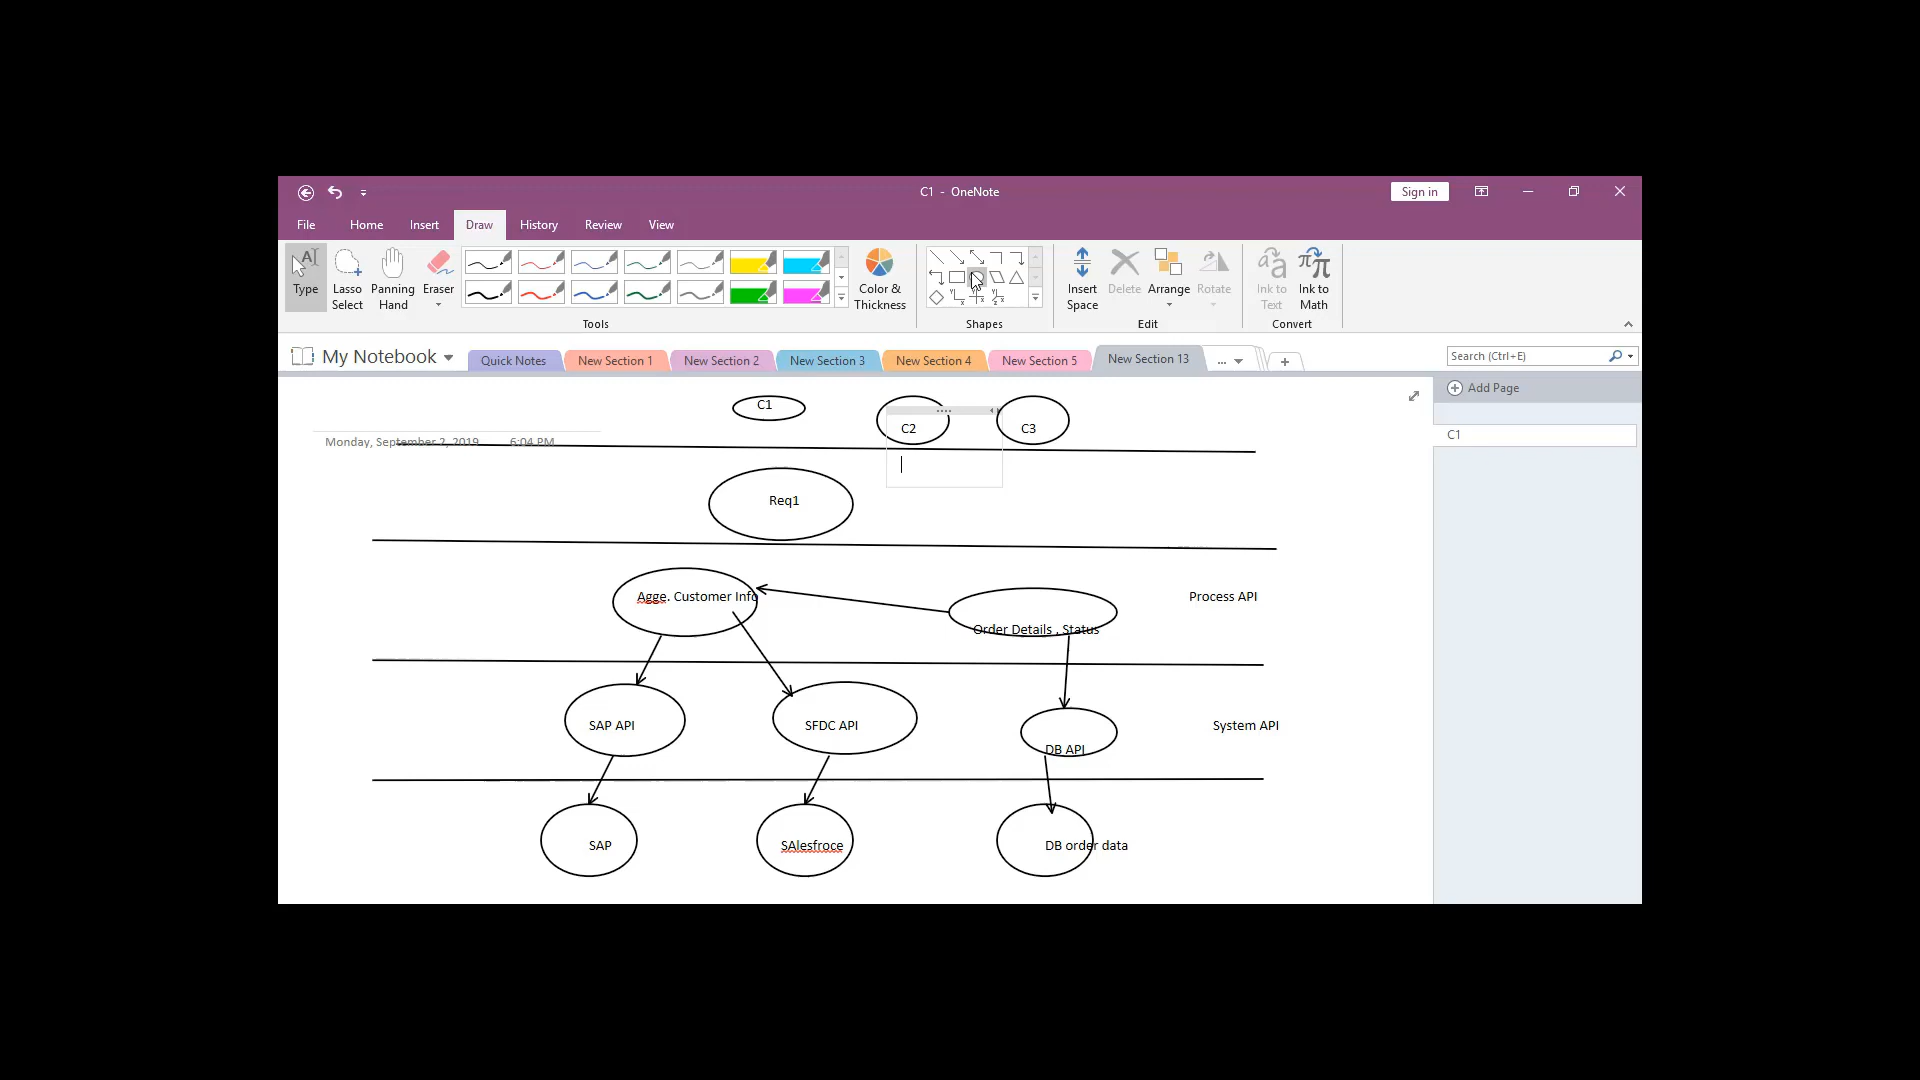 C1 - OneNote
Sign in
File Home Insert Draw History Review View
Type
Lasso Select
Panning Hand
Eraser
Color & Thickness
Insert Space
Delete
Arrange
Rotate
Ink to Text
Ink to Math
Tools
Shapes
Edit
Convert
My Notebook
Quick Notes
New Section 1
New Section 2
New Section 3
New Section 4
New Section 5
New Section 13
...
Search (Ctrl+E)
Add Page
C1
C1
C2
C3
Monday, September 2, 2019 6:04 PM
Req1
Agge. Customer Info
Process API
Order Details , Status
SAP API
SFDC API
DB API
System API
SAP
SAlesfroce
DB order data